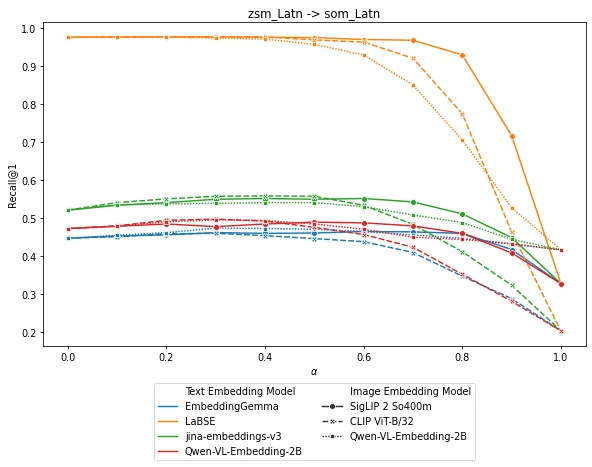 zsm_Latn -> som_Latn
Recall@1
1.0
0.9
0.8
0.7
0.6
0.5
0.4
0.3
0.2
0.0 0.2 0.4 0.6 0.8 1.0
α
Text Embedding Model Image Embedding Model
EmbeddingGemma SigLIP 2 So400m
LaBSE CLIP ViT-B/32
jina-embeddings-v3 Qwen-VL-Embedding-2B
Qwen-VL-Embedding-2B